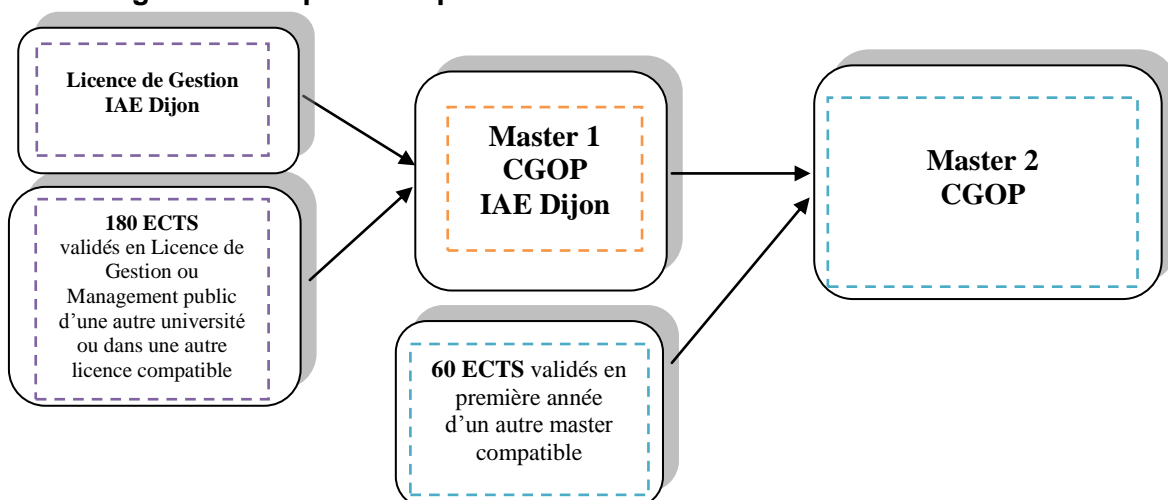 Licence de Gestion
IAE Dijon
180 ECTS
validés en Licence de
Gestion ou
Management public
d’une autre université
ou dans une autre
licence compatible
Master 1
CGOP
IAE Dijon
60 ECTS validés en
première année
d’un autre master
compatible
Master 2
CGOP